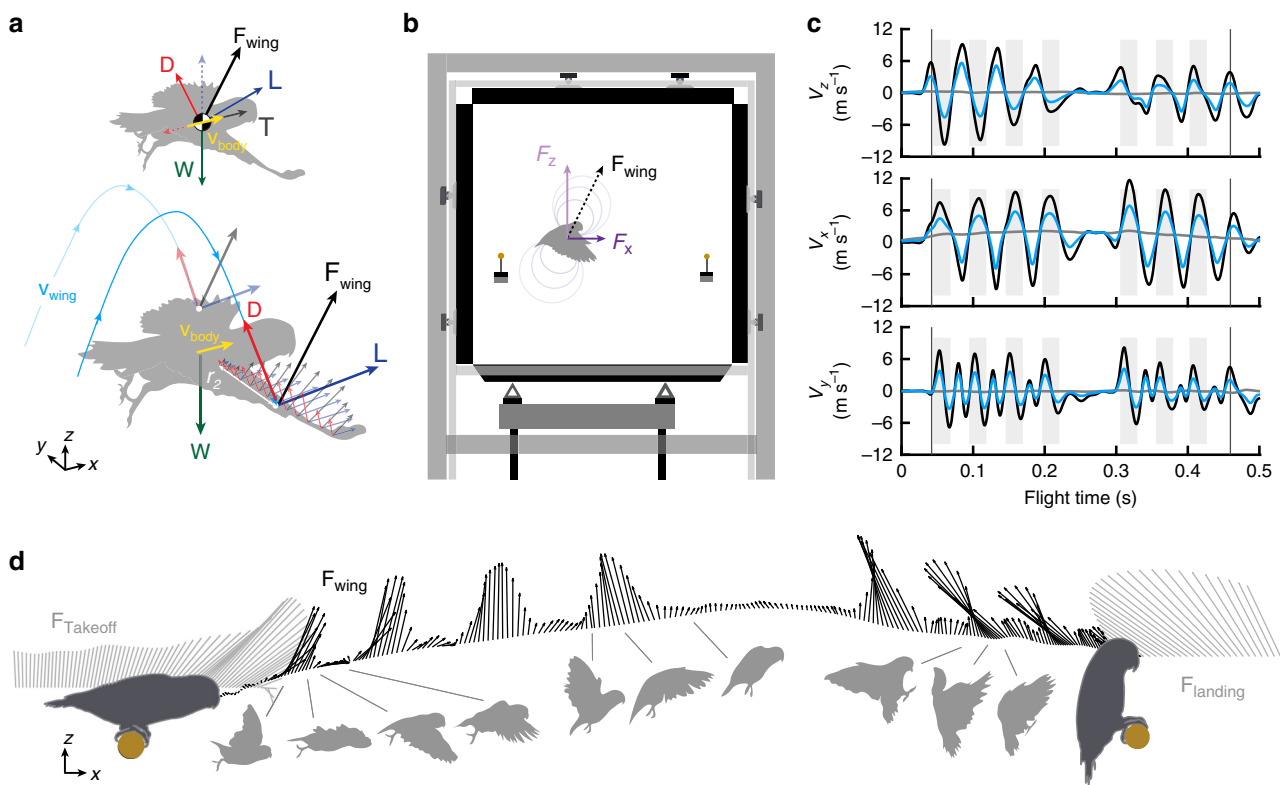 a
F wing
D
L
T
v body
W
v wing
F wing
D
v body
L
r 2
W
z
y
x
b
F z
F wing
F x
c
12
6
V z
(m s⁻¹)
0
−6
−12
12
6
V x
(m s⁻¹)
0
−6
−12
12
6
V y
(m s⁻¹)
0
−6
−12
0
0.1
0.2
0.3
0.4
0.5
Flight time (s)
d
F wing
F Takeoff
F landing
z
x